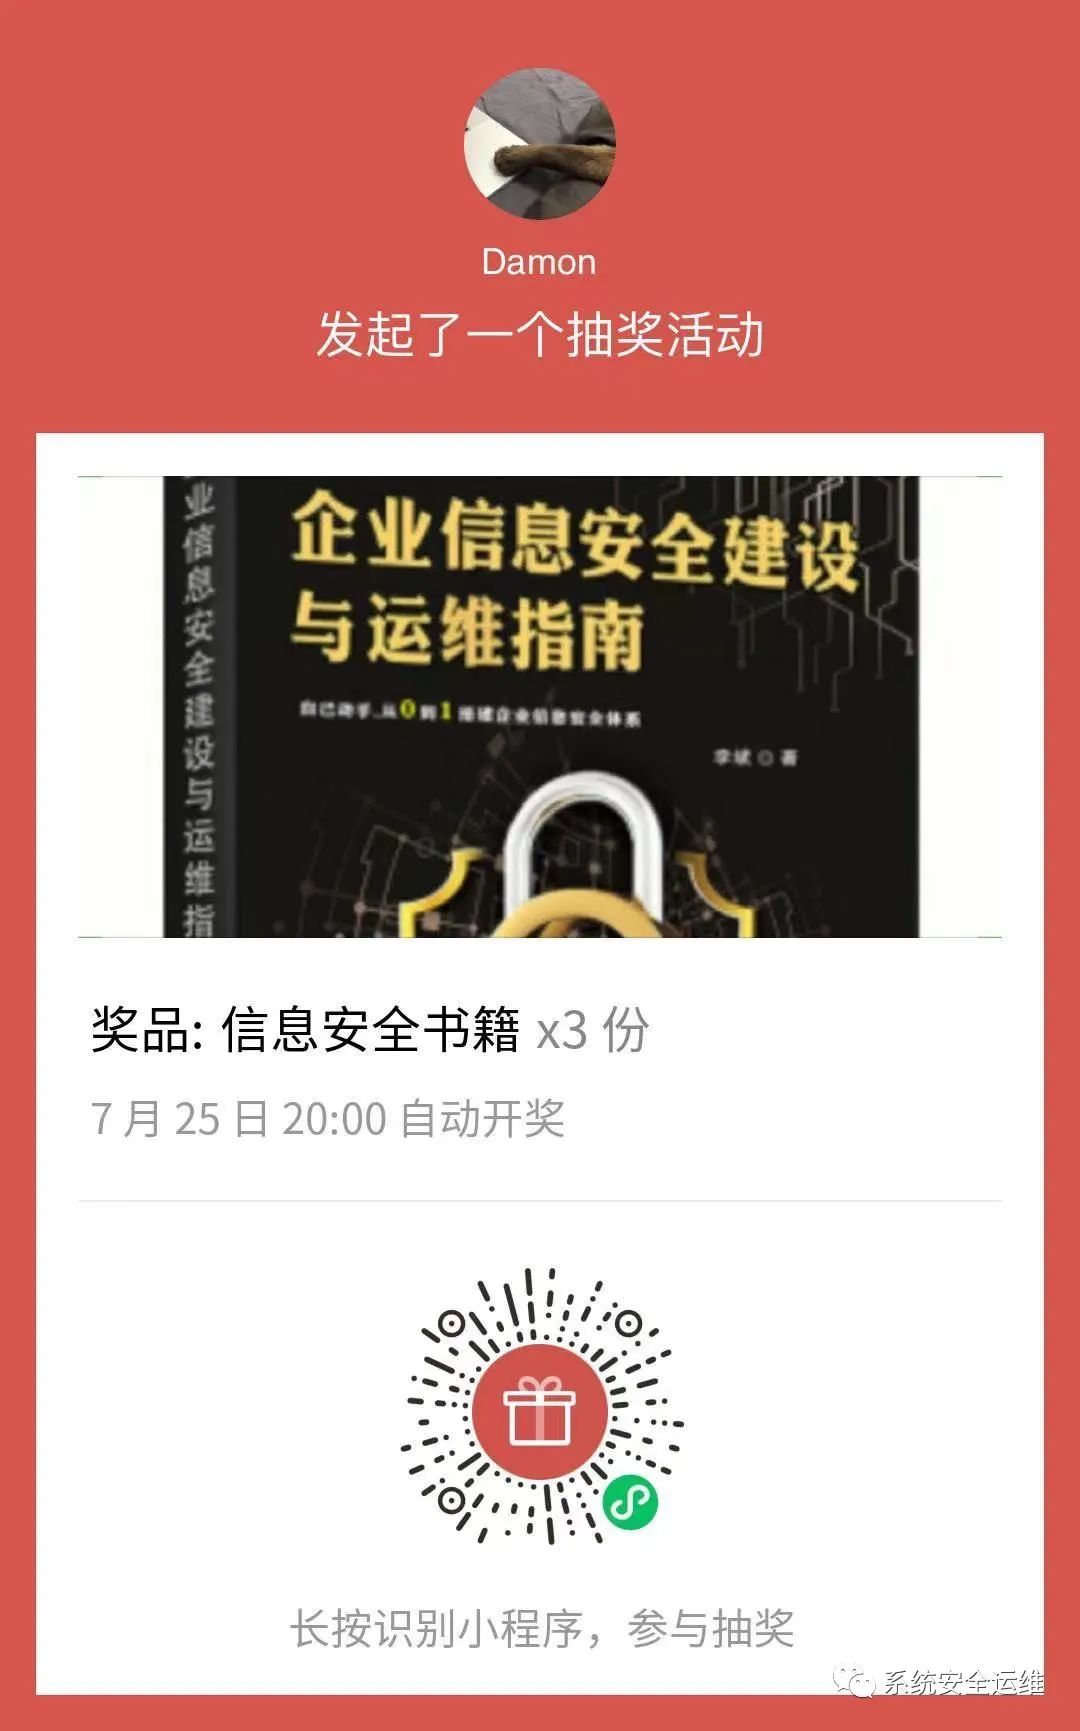 Damon
发起了一个抽奖活动
企业信息安全建设
与运维指南
自己动手,从0到1搭建企业信息安全体系
李斌◎著
业信息安全建设与运维指
奖品: 信息安全书籍 x3 份
7 月 25 日 20:00 自动开奖
长按识别小程序，参与抽奖
系统安全运维